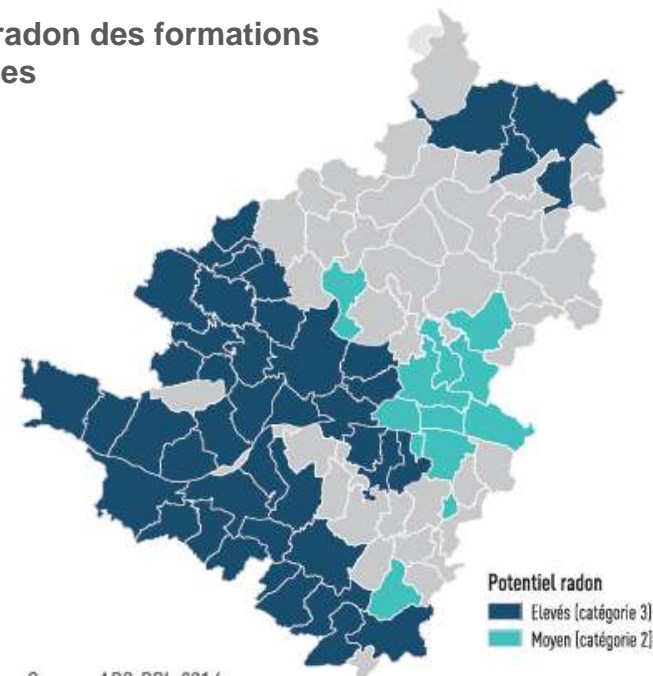 radon des formations
es
Potentiel radon
Elevés (catégorie 3)
Moyen (catégorie 2)